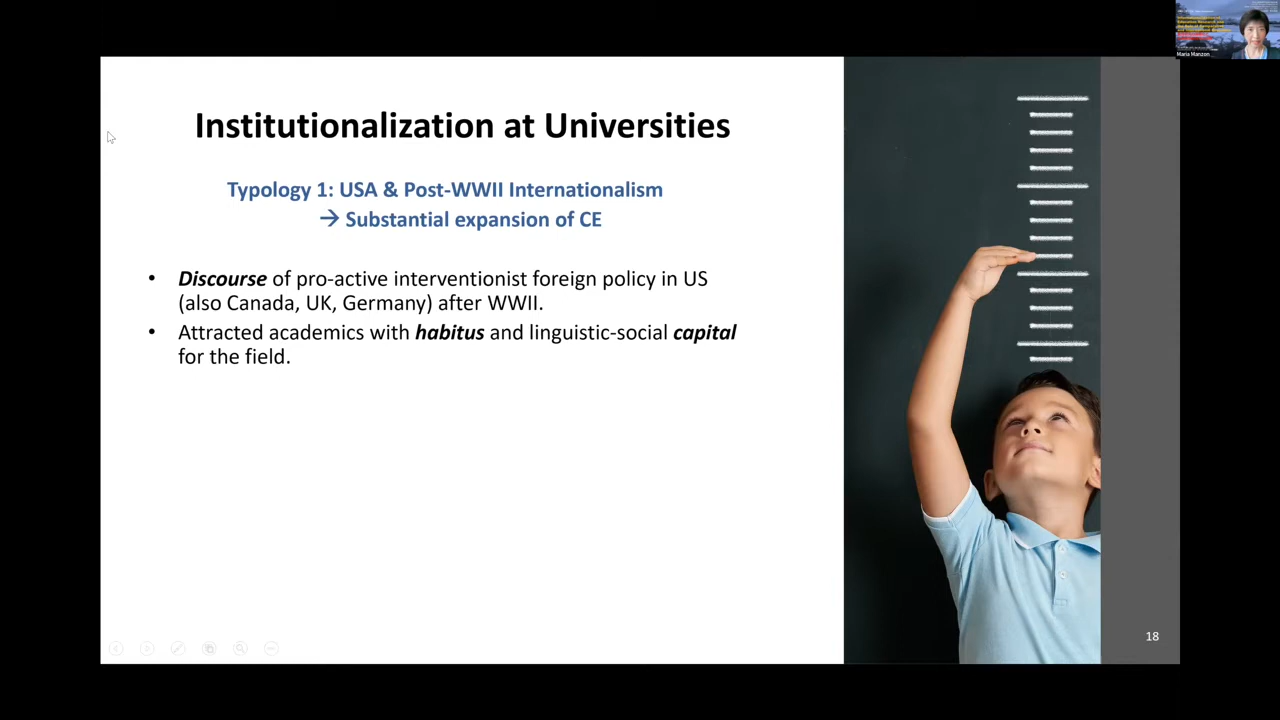 Maria Manzon
Institutionalization at Universities
Typology 1: USA & Post-WWII Internationalism
→ Substantial expansion of CE
• Discourse of pro-active interventionist foreign policy in US
(also Canada, UK, Germany) after WWII.
• Attracted academics with habitus and linguistic-social capital
for the field.
18